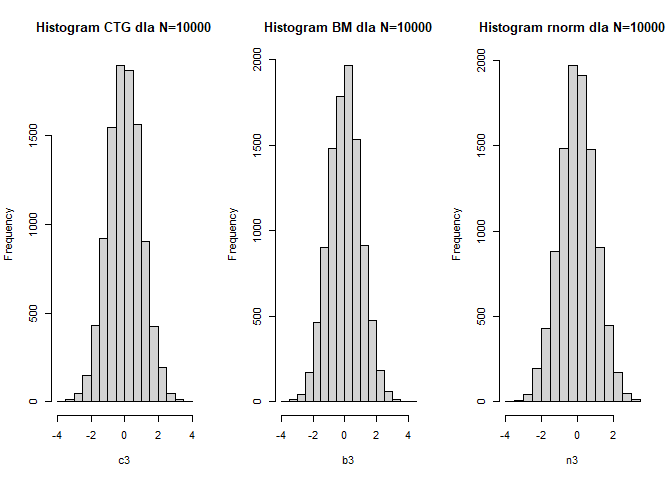 Histogram CTG dla N=10000
Frequency
0
500
1000
1500
-4 -2 0 2 4
c3
Histogram BM dla N=10000
Frequency
0
500
1000
1500
2000
-4 -2 0 2 4
b3
Histogram rnorm dla N=10000
Frequency
0
500
1000
1500
2000
-4 -2 0 2
n3